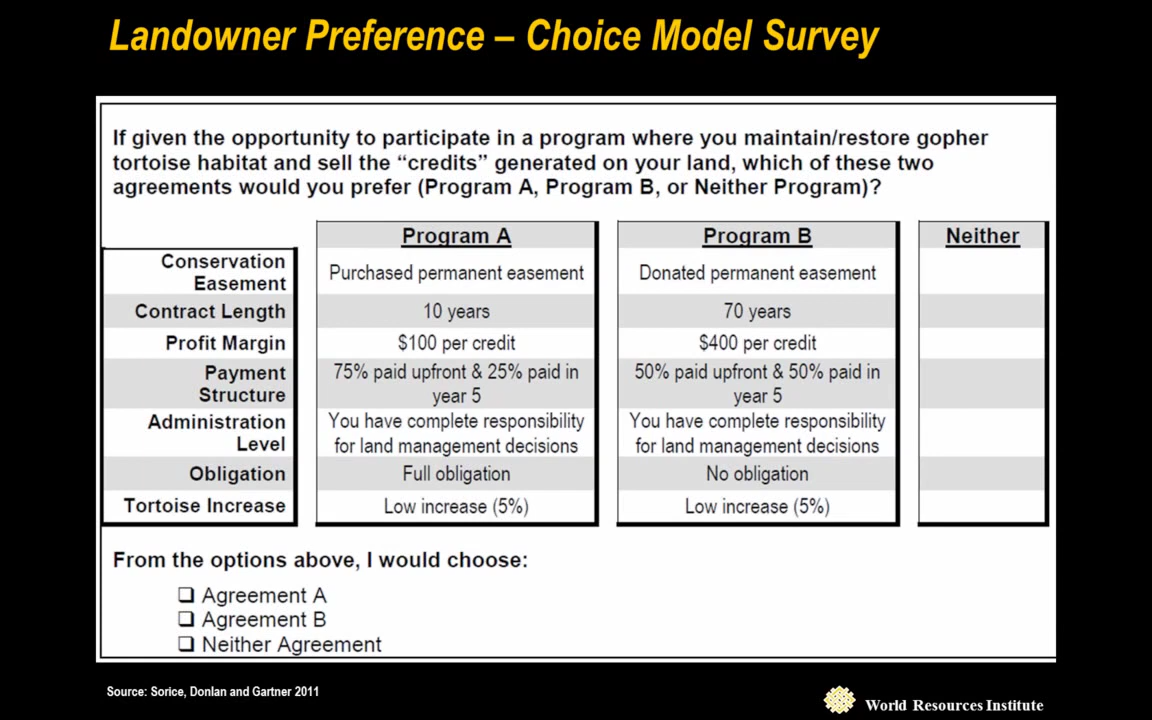 Landowner Preference – Choice Model Survey
If given the opportunity to participate in a program where you maintain/restore gopher
tortoise habitat and sell the “credits” generated on your land, which of these two
agreements would you prefer (Program A, Program B, or Neither Program)?
Program A Program B Neither
Conservation
Easement
Purchased permanent easement Donated permanent easement
Contract Length 10 years 70 years
Profit Margin $100 per credit $400 per credit
Payment
Structure
75% paid upfront & 25% paid in
year 5
50% paid upfront & 50% paid in
year 5
Administration
Level
You have complete responsibility
for land management decisions
You have complete responsibility
for land management decisions
Obligation Full obligation No obligation
Tortoise Increase Low increase (5%) Low increase (5%)
From the options above, I would choose:
❑ Agreement A
❑ Agreement B
❑ Neither Agreement
Source: Sorice, Donlan and Gartner 2011
World Resources Institute